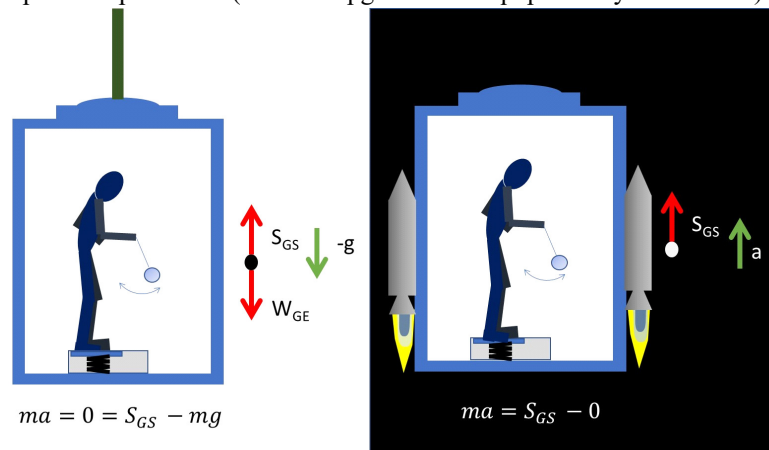 S_GS
-g
W_GE
ma = 0 = S_GS − mg
S_GS
a
ma = S_GS − 0